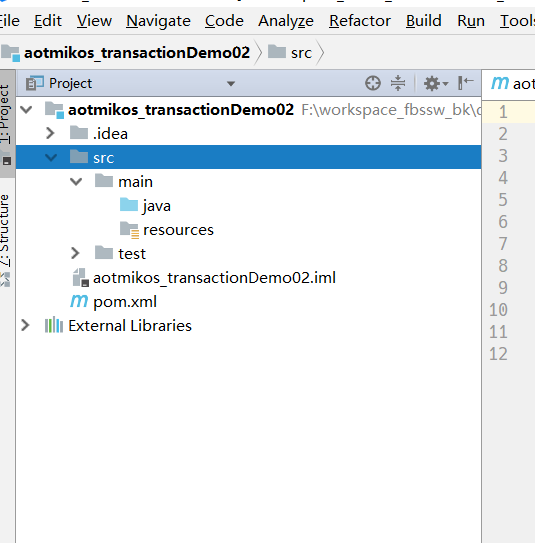 File Edit View Navigate Code Analyze Refactor Build Run Tools
aotmikos_transactionDemo02 src
1: Project
Project
aotmikos_transactionDemo02 F:\workspace_fbssw_bk\
.idea
src
main
java
resources
test
aotmikos_transactionDemo02.iml
pom.xml
External Libraries
7: Structure
aot
1
2
3
4
5
6
7
8
9
10
11
12